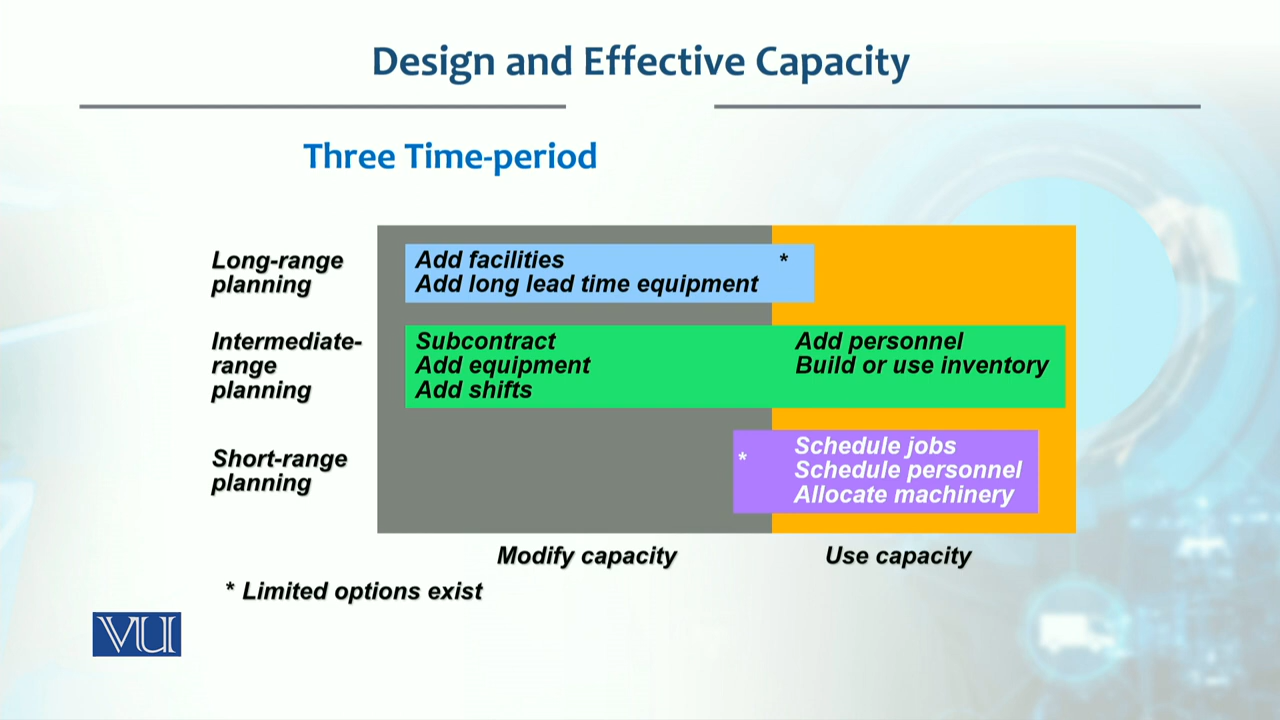 Design and Effective Capacity
Three Time-period
Long-range
planning
Add facilities *
Add long lead time equipment
Intermediate-
range
planning
Subcontract
Add equipment
Add shifts
Add personnel
Build or use inventory
Short-range
planning
*
Schedule jobs
Schedule personnel
Allocate machinery
Modify capacity
Use capacity
* Limited options exist
VU